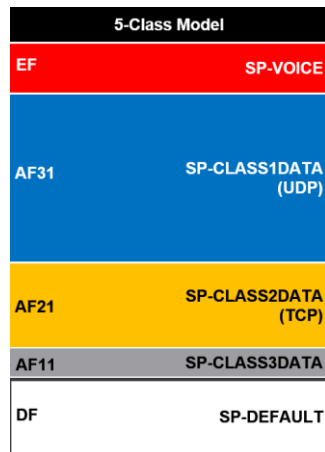 5-Class Model
EF SP-VOICE
AF31 SP-CLASS1DATA
(UDP)
AF21 SP-CLASS2DATA
(TCP)
AF11 SP-CLASS3DATA
DF SP-DEFAULT